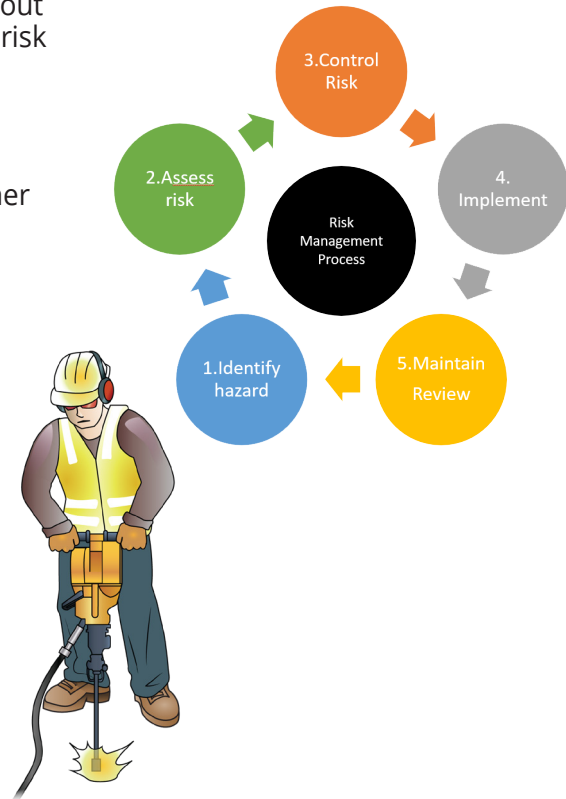 out
risk
3.Control
Risk
2.Assess
risk
4.
Implement
Risk
Management
Process
1.Identify
hazard
5.Maintain
Review